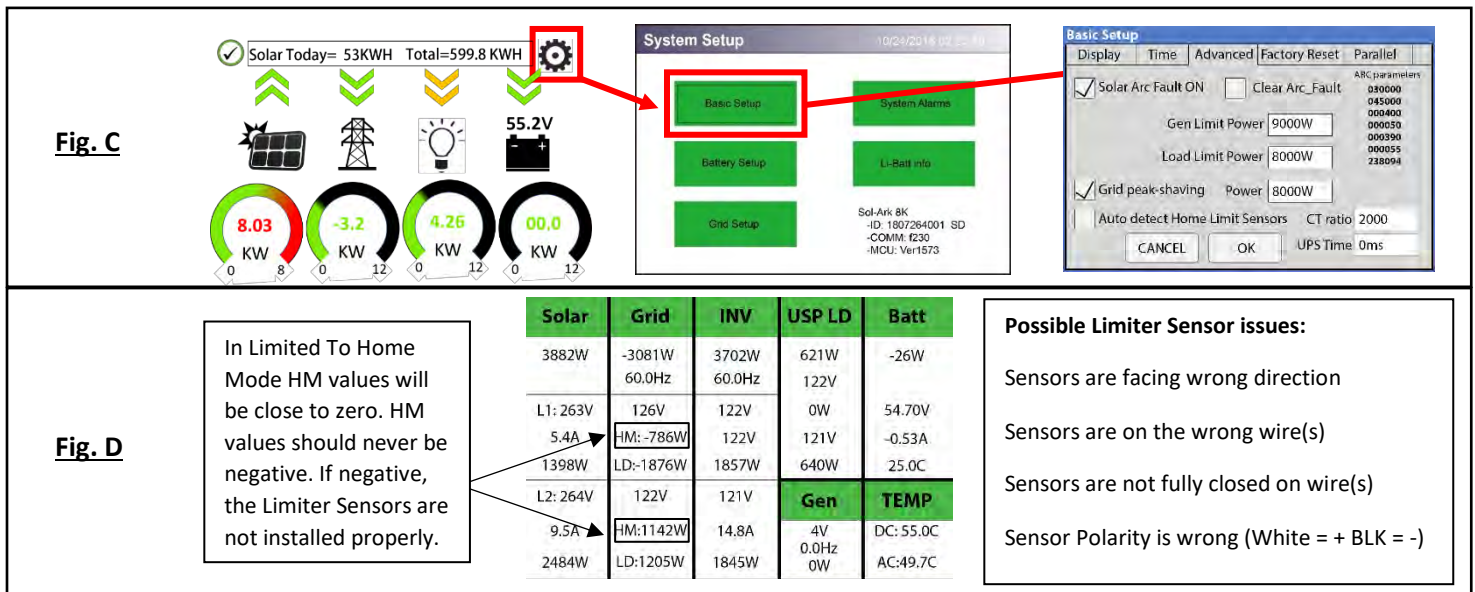 Fig. C
Solar Today= 53KWH Total=599.8 KWH
55.2V
8.03
KW
0 8
-3.2
KW
0 12
4.26
KW
0 12
00.0
KW
0 12
System Setup
Basic Setup
System Alarms
Battery Setup
Li-Batt info
Grid Setup
Sol-Ark 8K
-ID: 1807264001 SD
-COMM: f230
-MCU: Ver1573
Basic Setup
Display Time Advanced Factory Reset Parallel
ARC parameters
Solar Arc Fault ON Clear Arc_Fault
030000
045000
000400
000050
000390
000055
238094
Gen Limit Power 9000W
Load Limit Power 8000W
Grid peak-shaving Power 8000W
Auto detect Home Limit Sensors CT ratio 2000
CANCEL OK UPS Time 0ms
Fig. D
In Limited To Home
Mode HM values will
be close to zero. HM
values should never be
negative. If negative,
the Limiter Sensors are
not installed properly.
Solar Grid INV USP LD Batt
3882W -3081W 3702W 621W -26W
60.0Hz 60.0Hz 122V
L1: 263V 126V 122V 0W 54.70V
5.4A HM: -786W 122V 121V -0.53A
1398W LD:-1876W 1857W 640W 25.0C
L2: 264V 122V 121V Gen TEMP
9.5A HM:1142W 14.8A 4V DC: 55.0C
0.0Hz
2484W LD:1205W 1845W 0W AC:49.7C
Possible Limiter Sensor issues:
Sensors are facing wrong direction
Sensors are on the wrong wire(s)
Sensors are not fully closed on wire(s)
Sensor Polarity is wrong (White = + BLK = -)